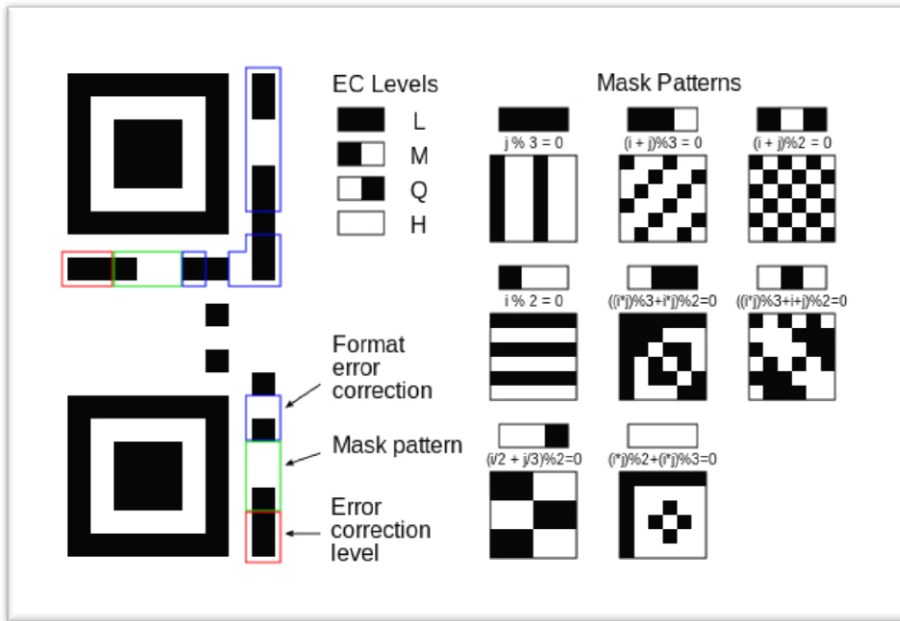 EC Levels
L
M
Q
H
Mask Patterns
j % 3 = 0
(i + j)%3 = 0
(i + j)%2 = 0
i % 2 = 0
((i*j)%3+i*j)%2=0
((i*j)%3+i+j)%2=0
(i/2 + j/3)%2=0
(i*j)%2+(i*j)%3=0
Format
error
correction
Mask pattern
Error
correction
level